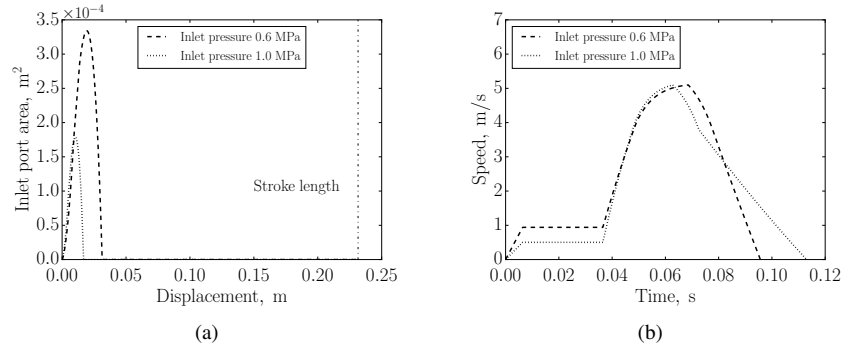 ×10⁻⁴
3.5
3.0
2.5
2.0
1.5
1.0
0.5
0.0
Inlet port area, m²
Inlet pressure 0.6 MPa
Inlet pressure 1.0 MPa
Stroke length
0.00 0.05 0.10 0.15 0.20 0.25
Displacement, m
(a)
7
6
5
4
3
2
1
0
Speed, m/s
Inlet pressure 0.6 MPa
Inlet pressure 1.0 MPa
0.00 0.02 0.04 0.06 0.08 0.10 0.12
Time, s
(b)